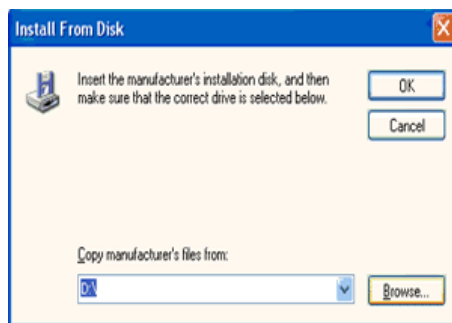 Install From Disk
Insert the manufacturer's installation disk, and then
make sure that the correct drive is selected below.
OK
Cancel
Copy manufacturer's files from:
D:\
Browse...